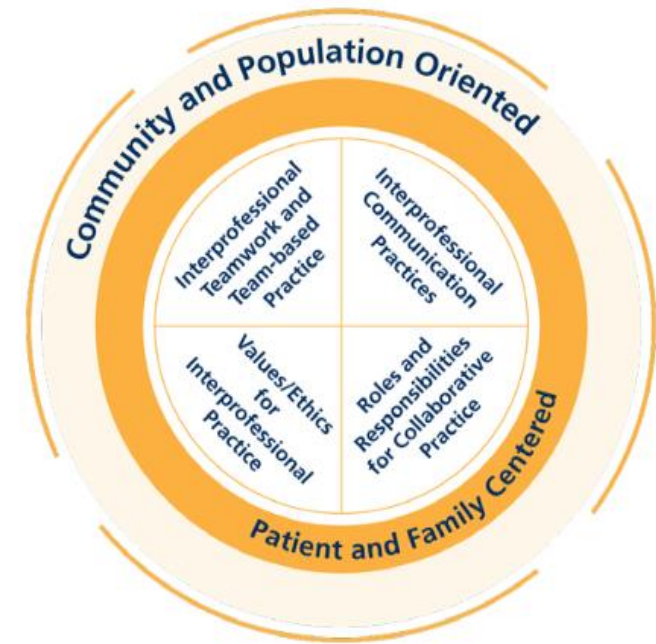 Community and Population Oriented
Interprofessional
Teamwork and
Team-based
Practice
Interprofessional
Communication
Practices
Values/Ethics
for
Interprofessional
Practice
Roles and
Responsibilities
for Collaborative
Practice
Patient and Family Centered